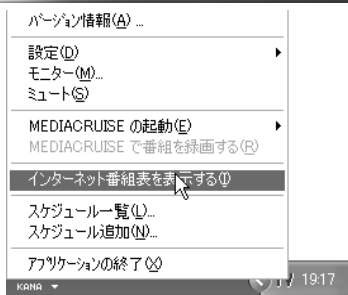 バージョン情報(A) ...
設定(D)
モニター(M)...
ミュート(S)
MEDIACRUISE の起動(E)
MEDIACRUISE で番組を録画する(R)
インターネット番組表を表示する(I)
スケジュール一覧(L)...
スケジュール追加(N)...
アプリケーションの終了(X)
KANA
19:17